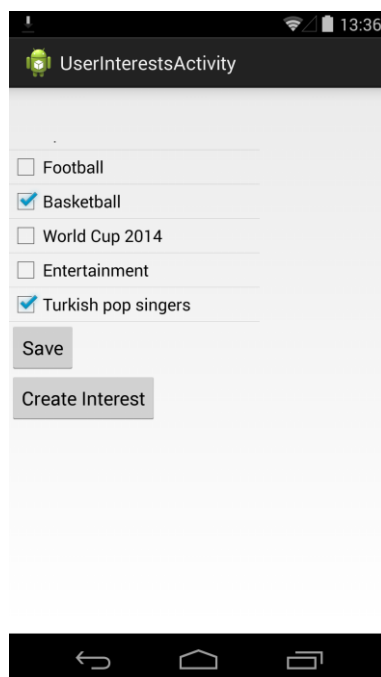 13:36
UserInterestsActivity
Football
Basketball
World Cup 2014
Entertainment
Turkish pop singers
Save
Create Interest